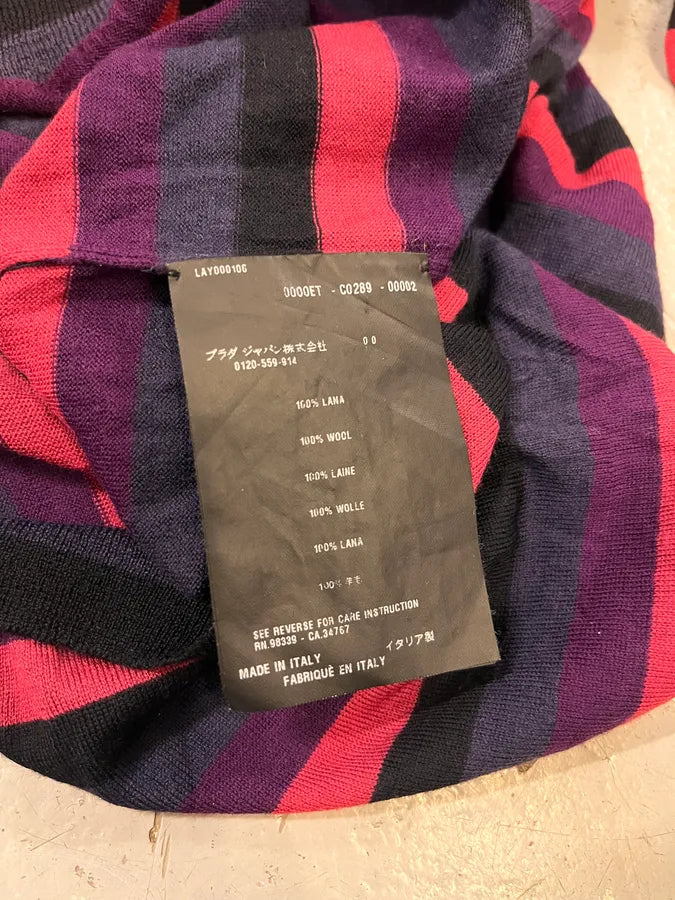 LAY000106
0000ET - C0289 - 00002
プラダ ジャパン株式会社 00
0120-559-914
100% LANA
100% WOOL
100% LAINE
100% WOLLE
100% LANA
100% 羊毛
SEE REVERSE FOR CARE INSTRUCTION
RN.98339 - CA.34767
MADE IN ITALY イタリア製
FABRIQUÈ EN ITALY